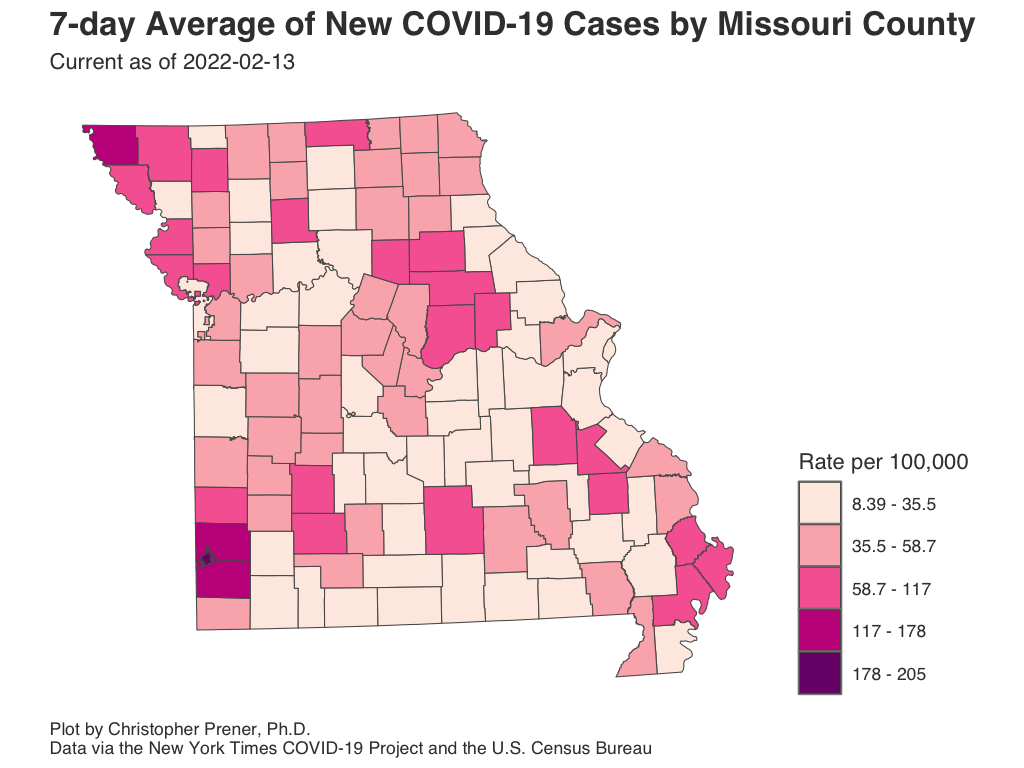 7-day Average of New COVID-19 Cases by Missouri County
Current as of 2022-02-13
Rate per 100,000
8.39 - 35.5
35.5 - 58.7
58.7 - 117
117 - 178
178 - 205
Plot by Christopher Prener, Ph.D.
Data via the New York Times COVID-19 Project and the U.S. Census Bureau